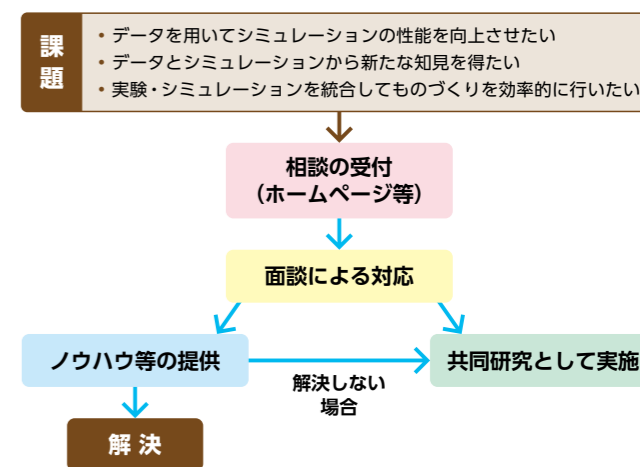 課題
・データを用いてシミュレーションの性能を向上させたい
・データとシミュレーションから新たな知見を得たい
・実験・シミュレーションを統合してものづくりを効率的に行いたい
相談の受付
（ホームページ等）
面談による対応
ノウハウ等の提供
解決しない
場合
共同研究として実施
解 決